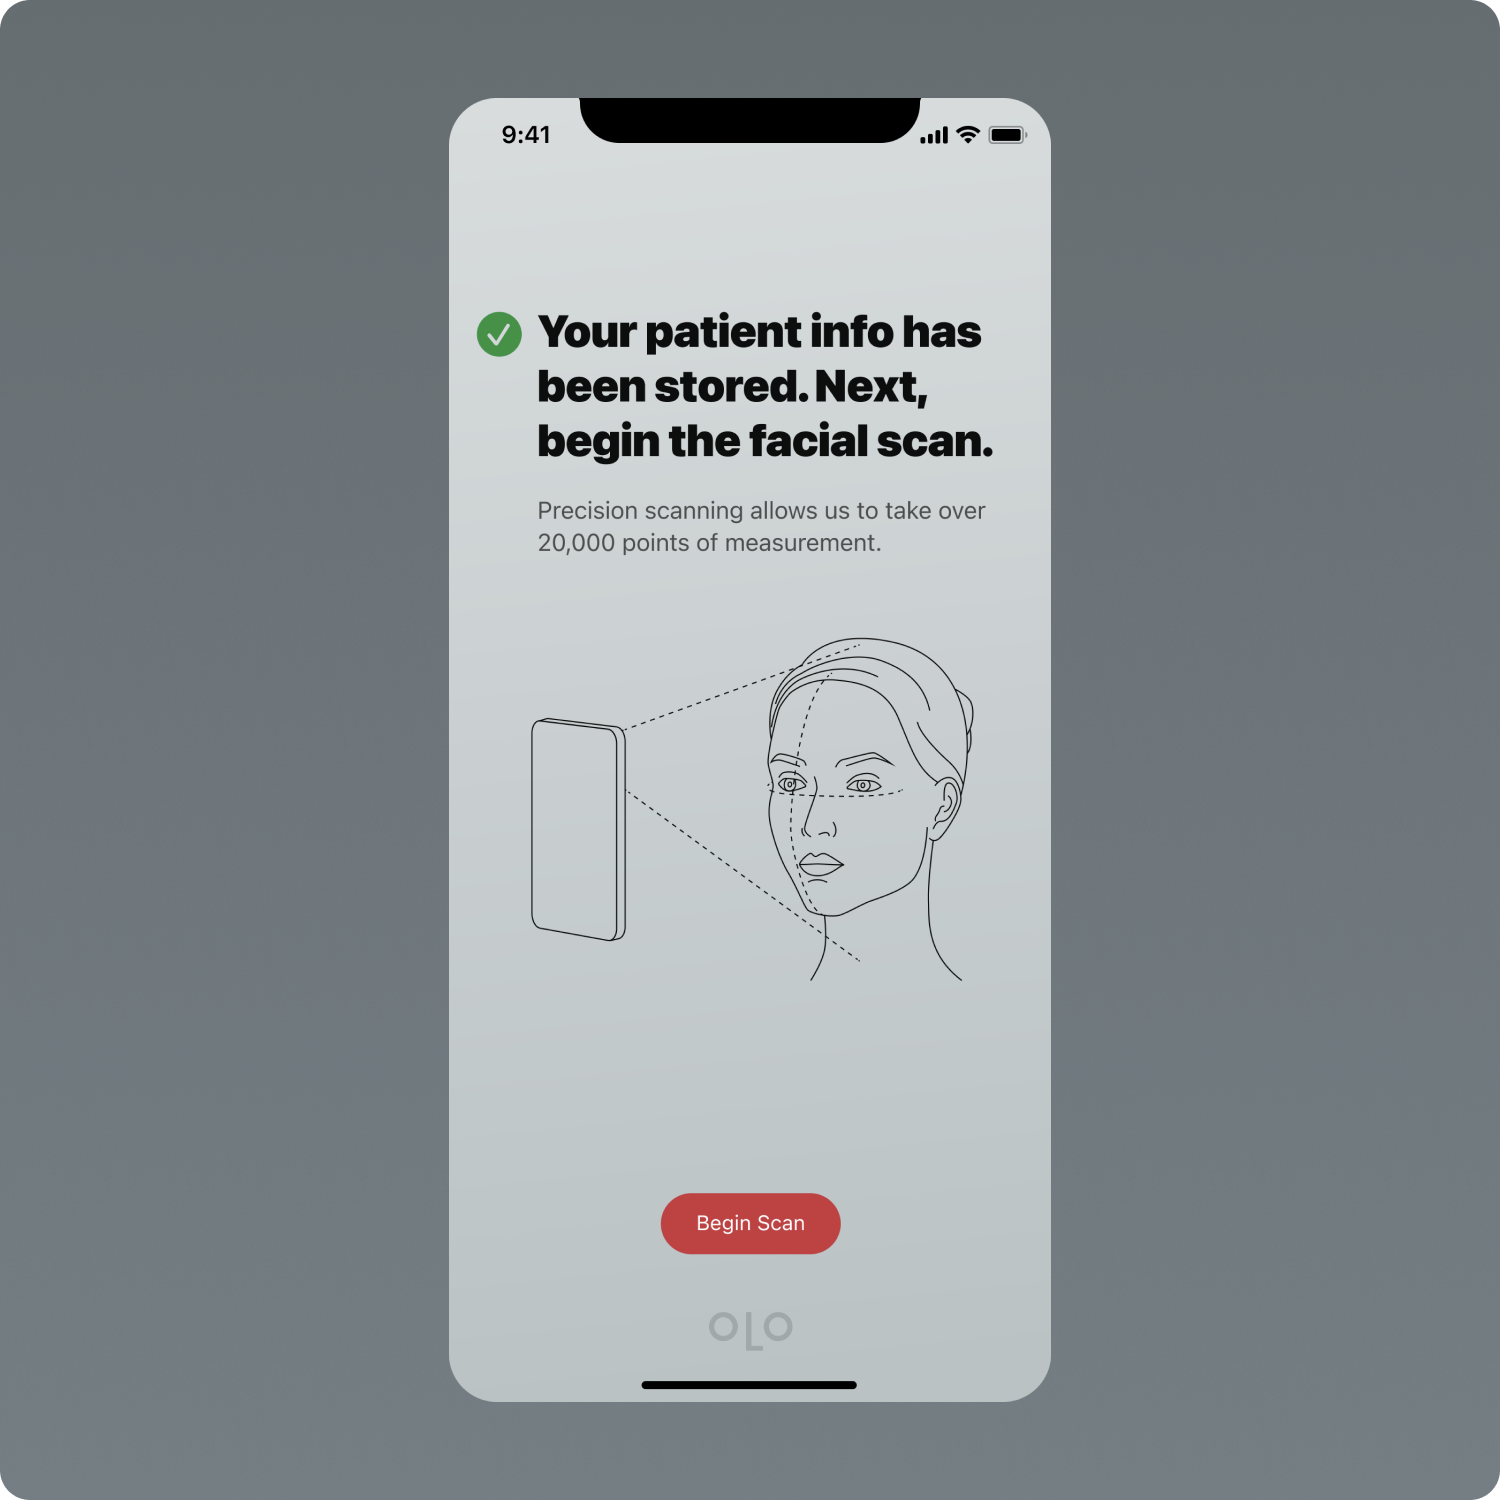 9:41
Your patient info has
been stored. Next,
begin the facial scan.
Precision scanning allows us to take over
20,000 points of measurement.
Begin Scan
OLO